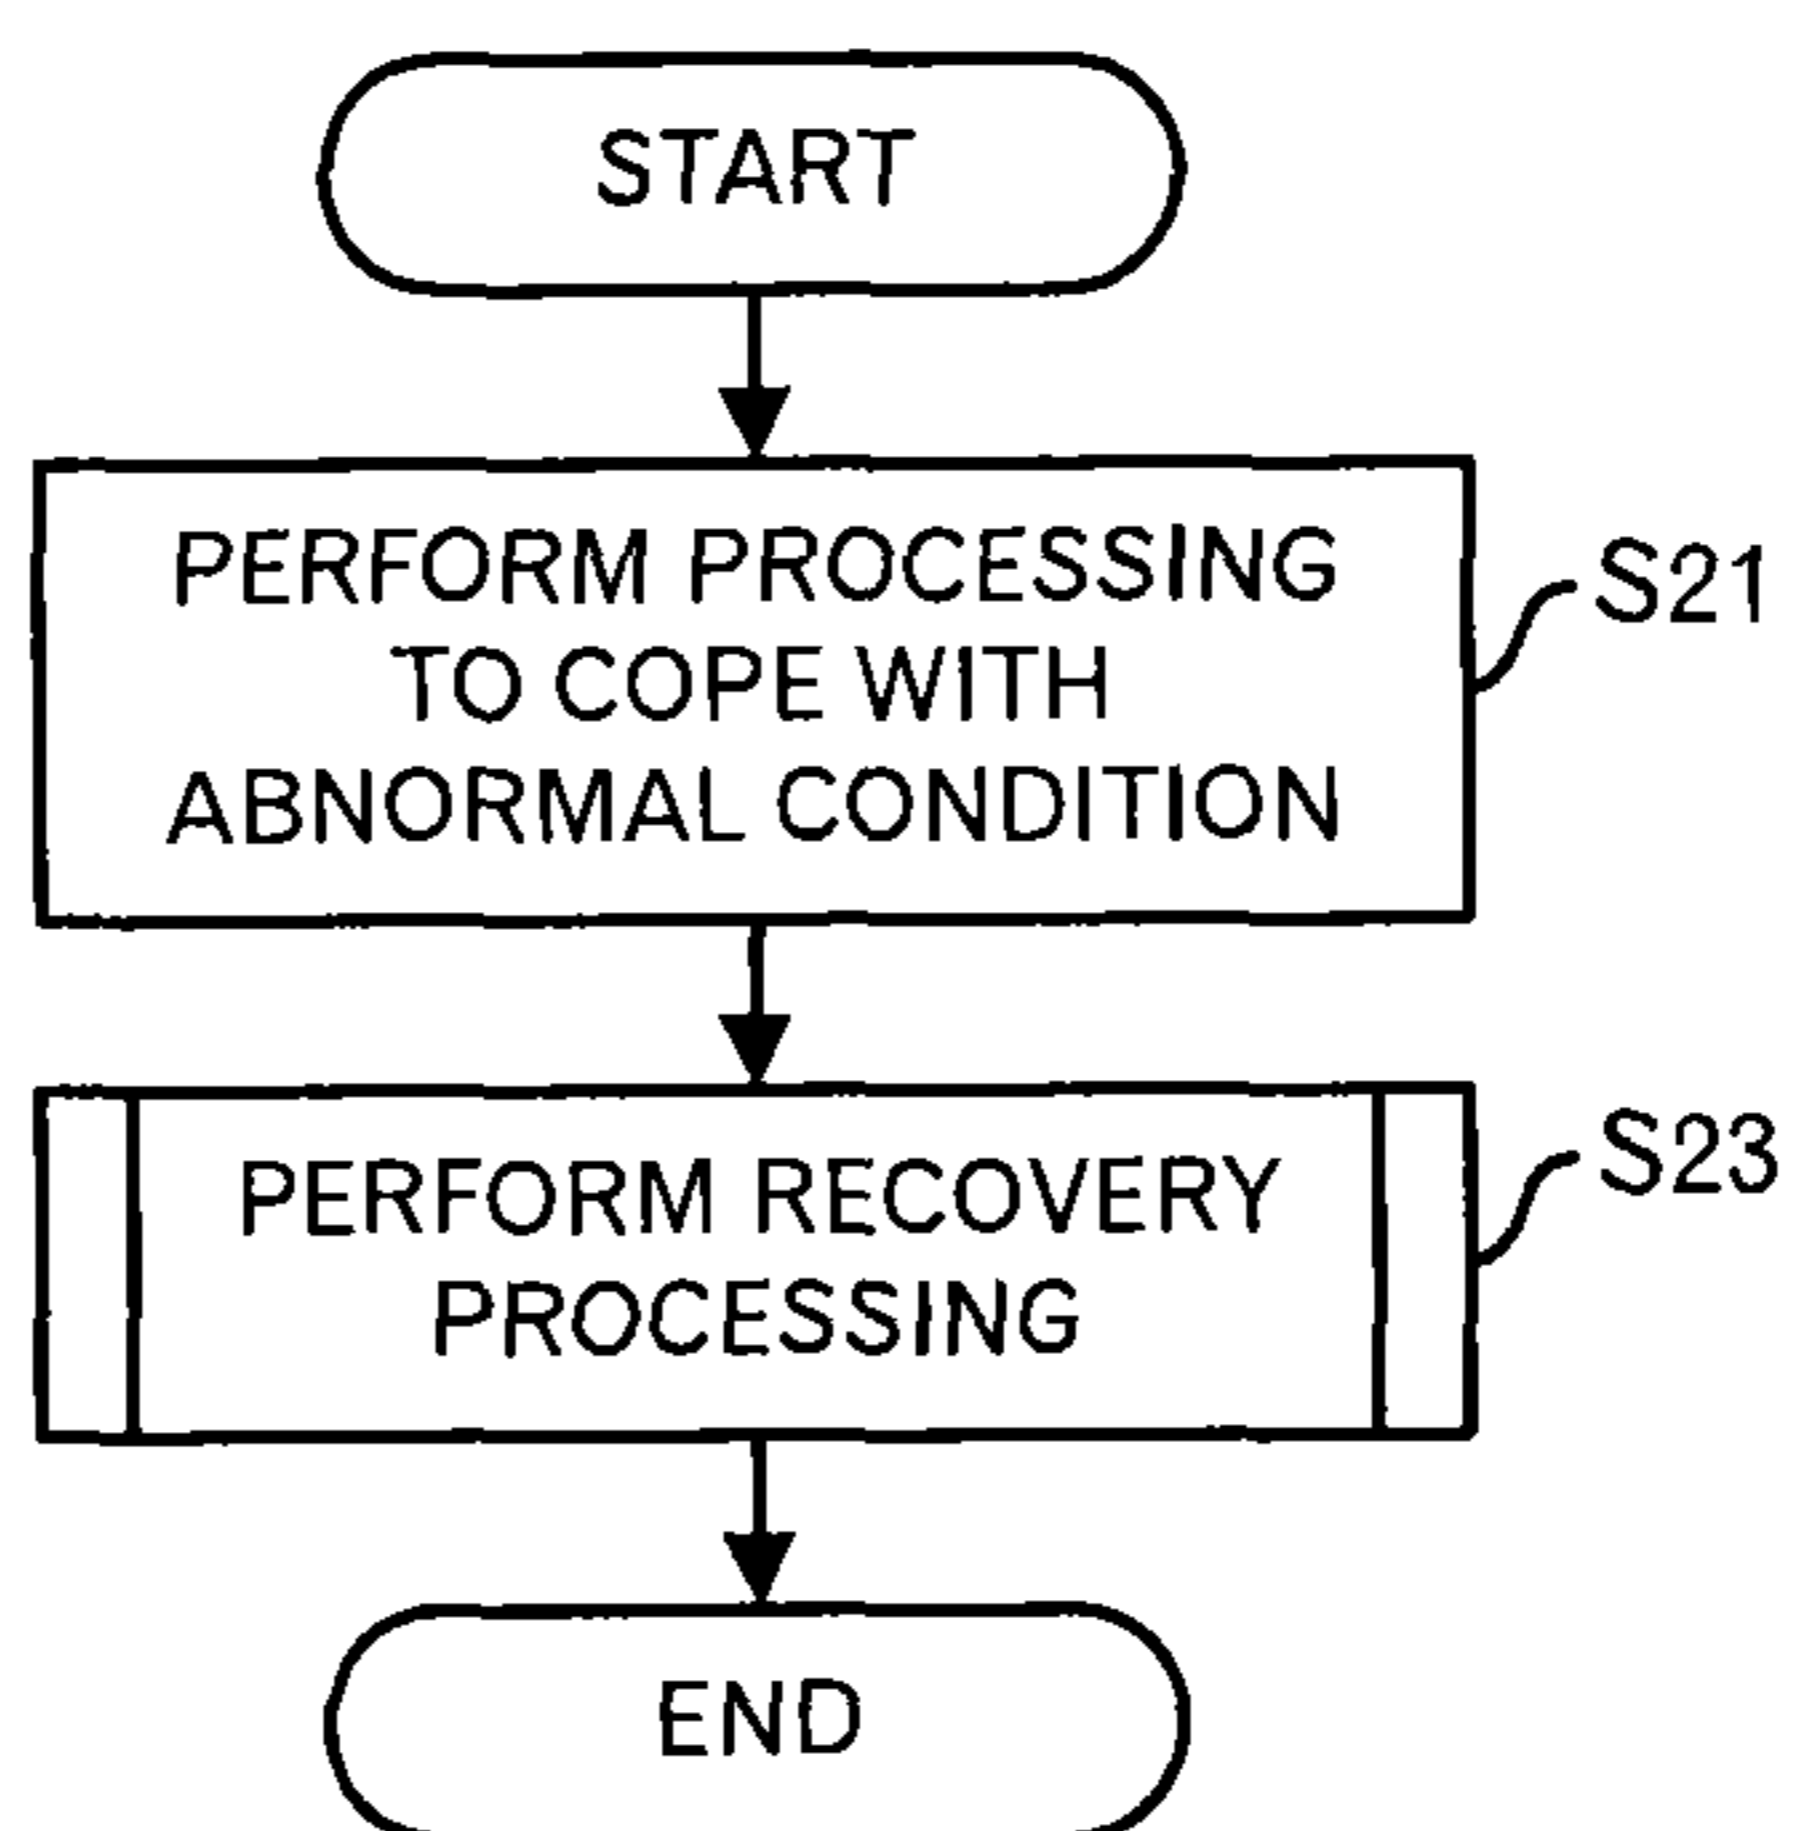 START
PERFORM PROCESSING
TO COPE WITH
ABNORMAL CONDITION
S21
PERFORM RECOVERY
PROCESSING
S23
END